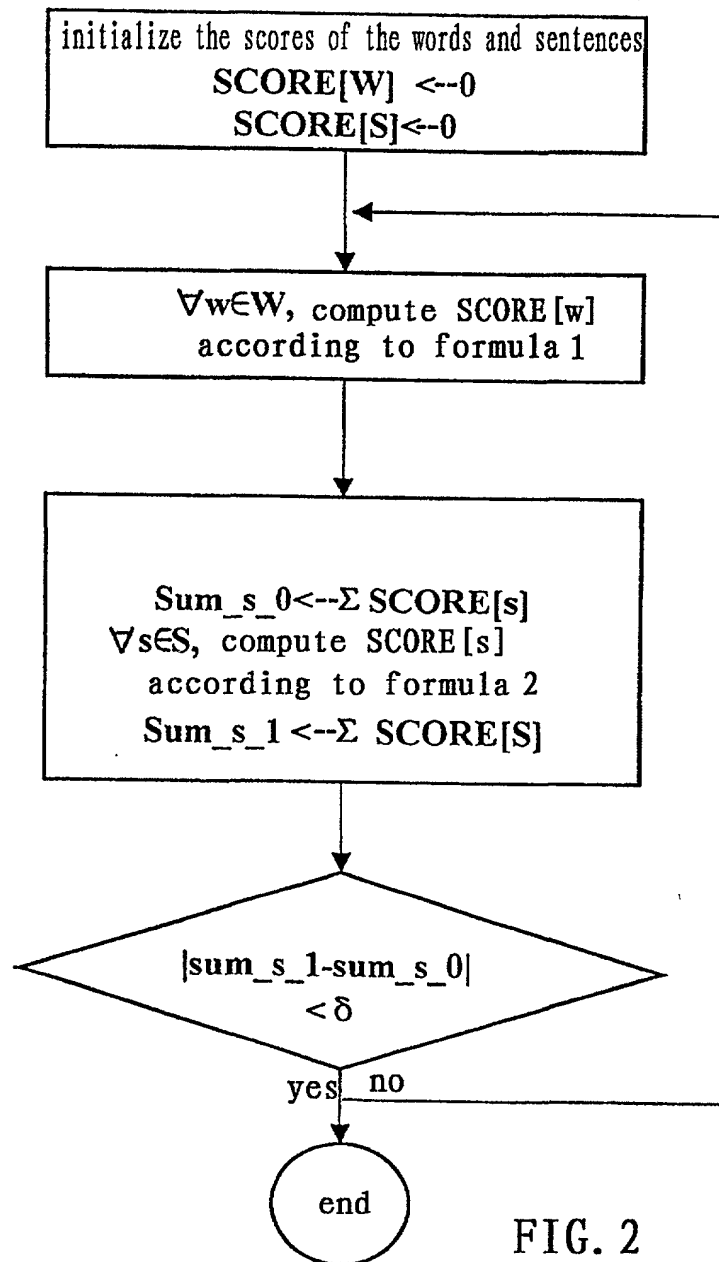 initialize the scores of the words and sentences
SCORE[W] <--0
SCORE[S]<--0
∀w∈W, compute SCORE[w]
according to formula 1
Sum_s_0<--Σ SCORE[s]
∀s∈S, compute SCORE[s]
according to formula 2
Sum_s_1 <--Σ SCORE[S]
|sum_s_1-sum_s_0|
< δ
yes no
end
FIG. 2